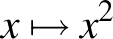 x ↦ x²